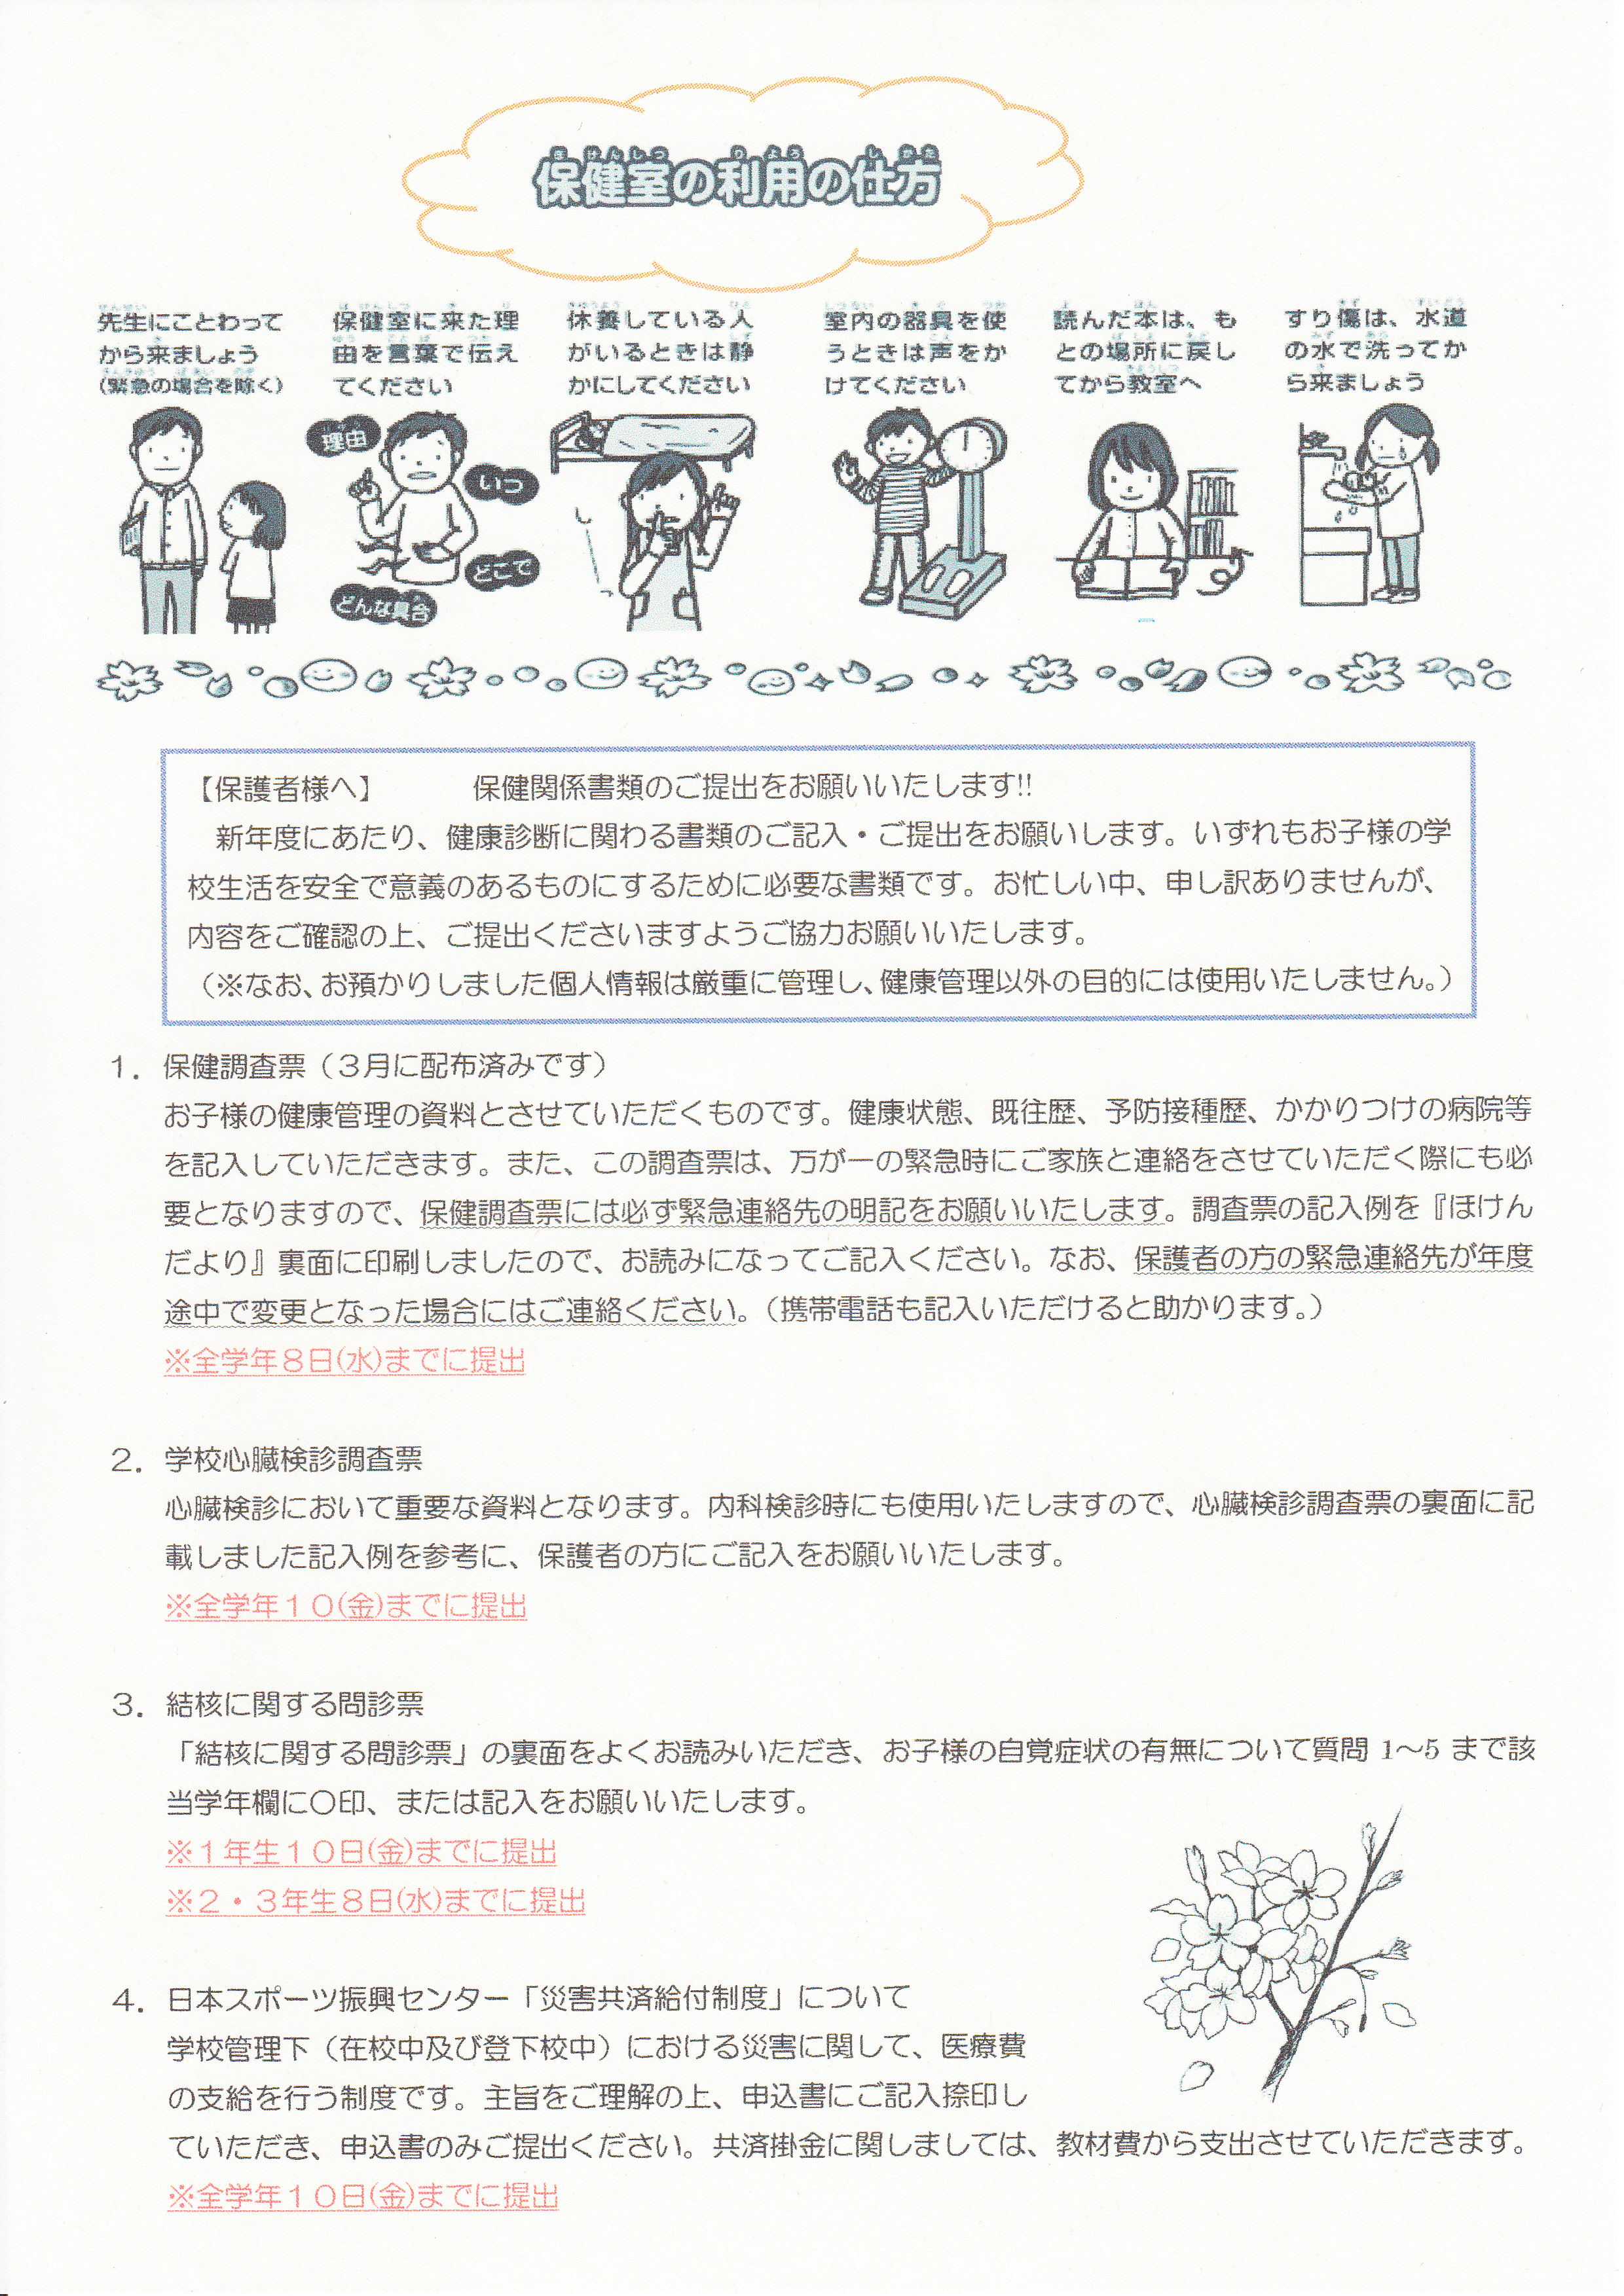 保健室の利用の仕方
先生にことわって
から来ましょう
(緊急の場合を除く)
保健室に来た理
由を言葉で伝え
てください
理由
いつ
どこで
どんな具合
休養している人
がいるときは静
かにしてください
室内の器具を使
うときは声をか
けてください
読んだ本は、も
との場所に戻し
てから教室へ
すり傷は、水道
の水で洗ってか
ら来ましょう
【保護者様へ】　　　保健関係書類のご提出をお願いいたします!!
新年度にあたり、健康診断に関わる書類のご記入・ご提出をお願いします。いずれもお子様の学
校生活を安全で意義のあるものにするために必要な書類です。お忙しい中、申し訳ありませんが、
内容をご確認の上、ご提出くださいますようご協力お願いいたします。
（※なお、お預かりしました個人情報は厳重に管理し、健康管理以外の目的には使用いたしません。）
１．保健調査票（３月に配布済みです）
お子様の健康管理の資料とさせていただくものです。健康状態、既往歴、予防接種歴、かかりつけの病院等
を記入していただきます。また、この調査票は、万が一の緊急時にご家族と連絡をさせていただく際にも必
要となりますので、保健調査票には必ず緊急連絡先の明記をお願いいたします。調査票の記入例を『ほけん
だより』裏面に印刷しましたので、お読みになってご記入ください。なお、保護者の方の緊急連絡先が年度
途中で変更となった場合にはご連絡ください。（携帯電話も記入いただけると助かります。）
※全学年８日(水)までに提出
２．学校心臓検診調査票
心臓検診において重要な資料となります。内科検診時にも使用いたしますので、心臓検診調査票の裏面に記
載しました記入例を参考に、保護者の方にご記入をお願いいたします。
※全学年１０(金)までに提出
３．結核に関する問診票
「結核に関する問診票」の裏面をよくお読みいただき、お子様の自覚症状の有無について質問 1～5 まで該
当学年欄に○印、または記入をお願いいたします。
※１年生１０日(金)までに提出
※２・３年生８日(水)までに提出
４．日本スポーツ振興センター「災害共済給付制度」について
学校管理下（在校中及び登下校中）における災害に関して、医療費
の支給を行う制度です。主旨をご理解の上、申込書にご記入捺印し
ていただき、申込書のみご提出ください。共済掛金に関しましては、教材費から支出させていただきます。
※全学年１０日(金)までに提出